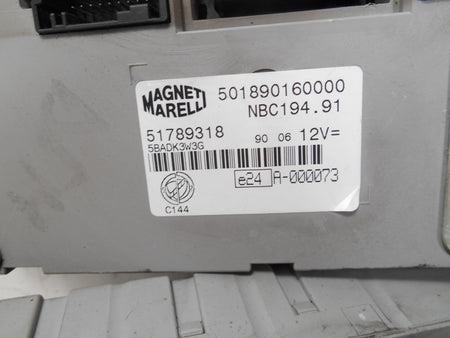 MAGNETI MARELLI 501890160000
NBC194.91
51789318 90 06 12V=
5BADK3W3G
e24 A-000073
C144